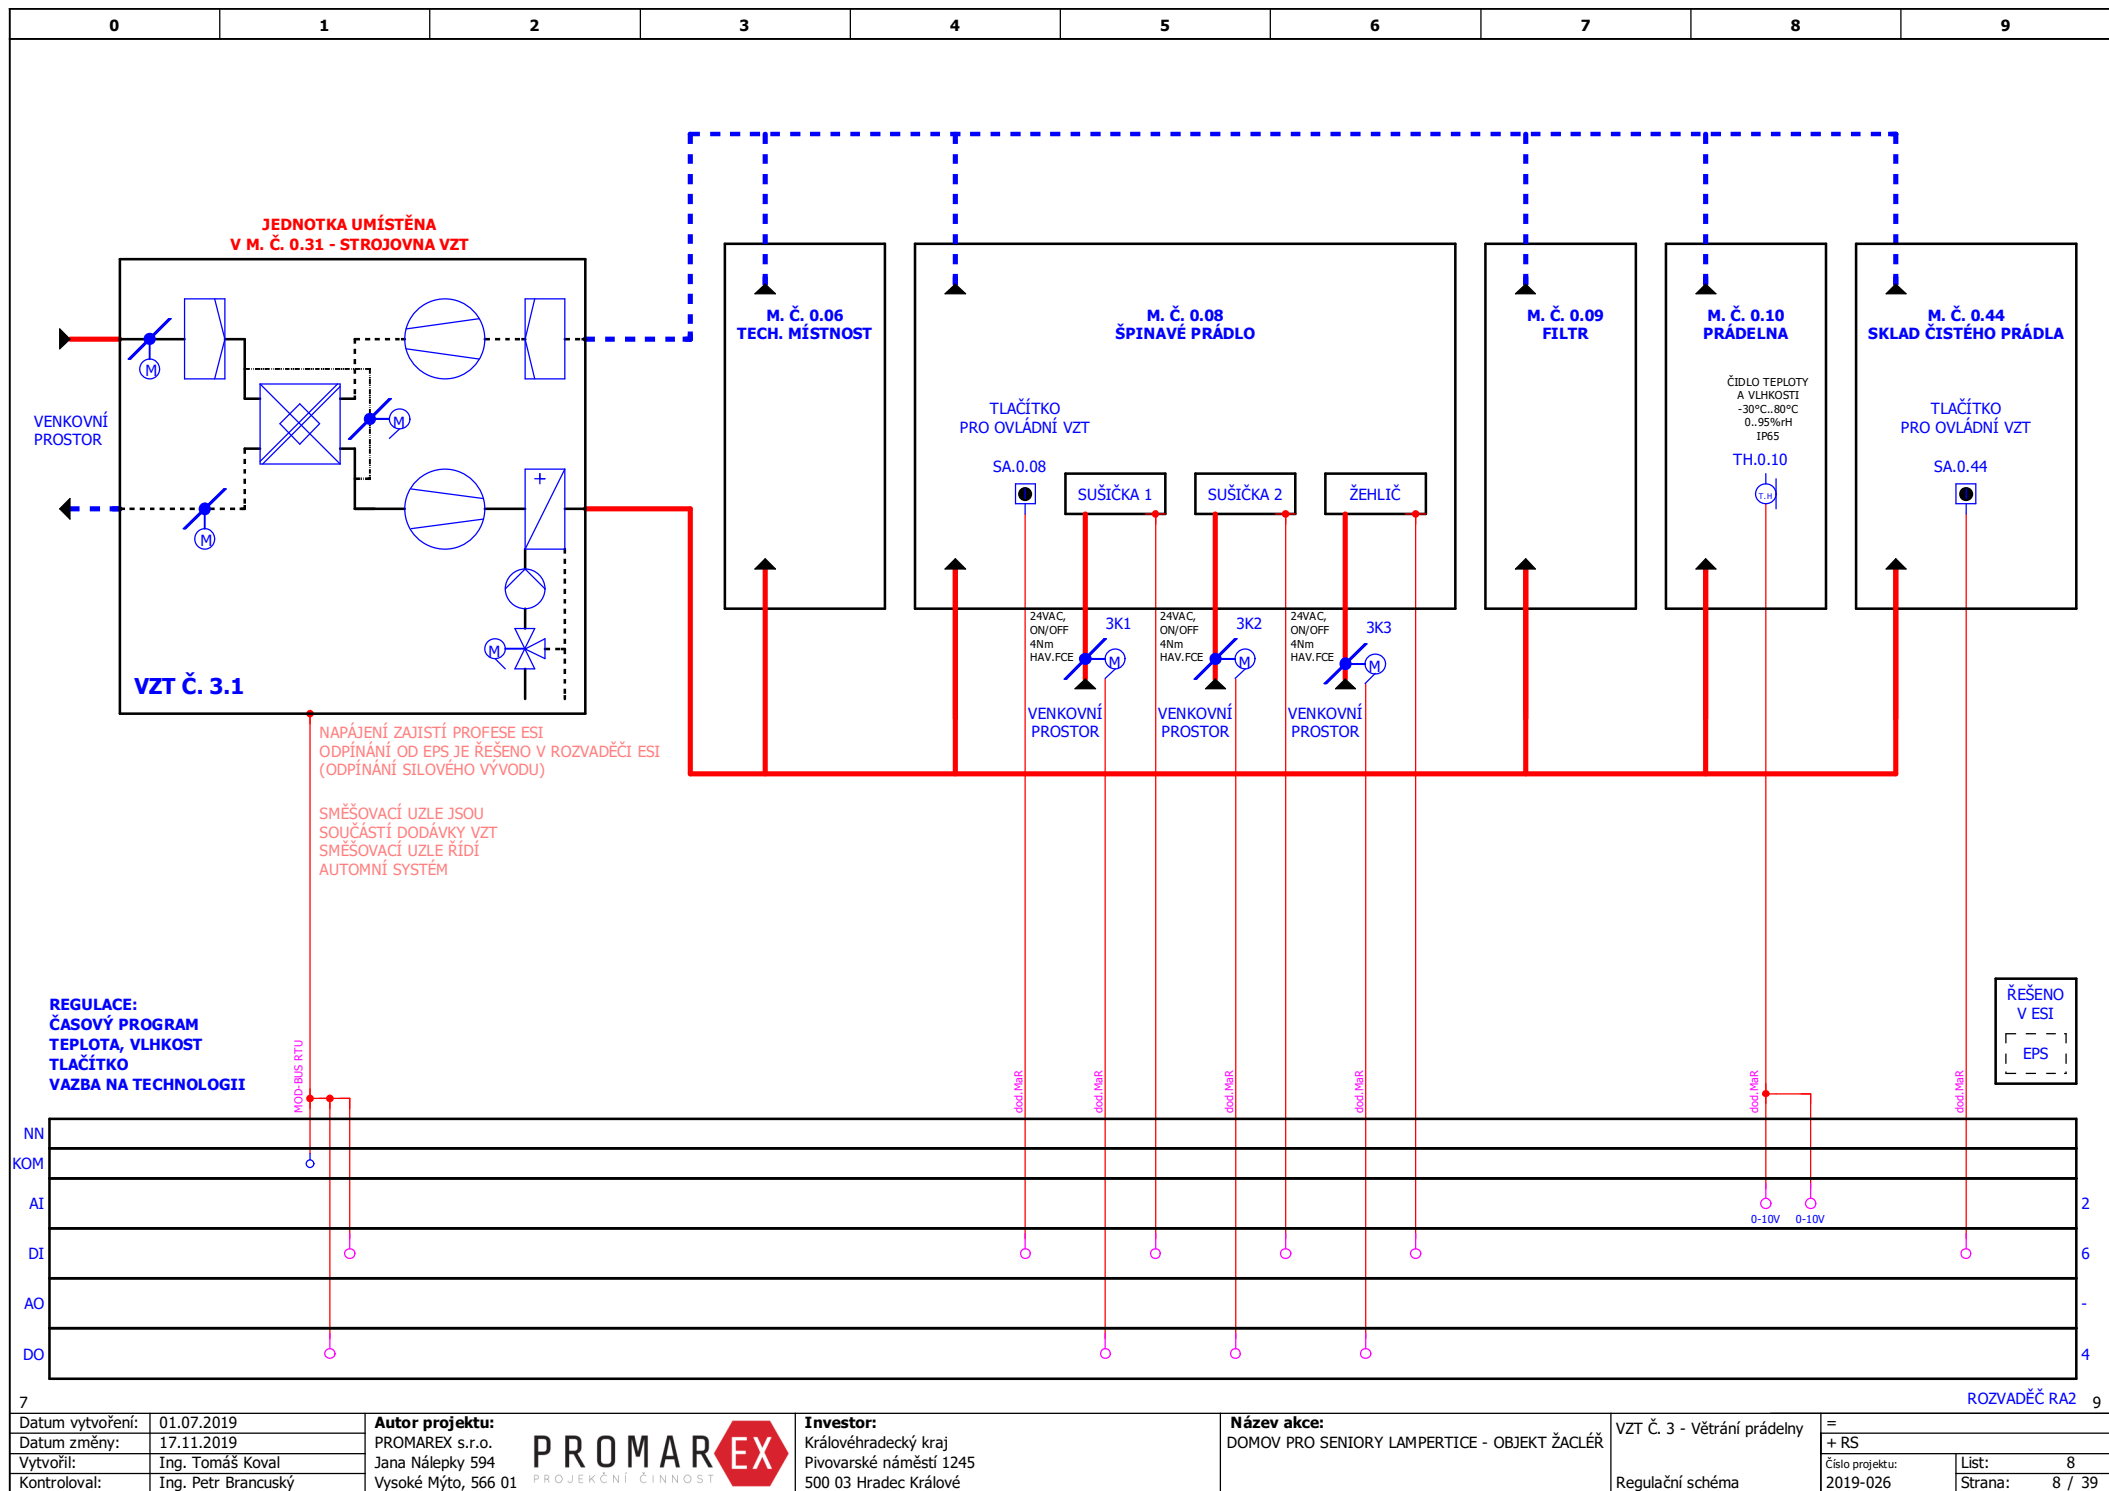 0 1 2 3 4 5 6 7 8 9
JEDNOTKA UMÍSTĚNA
V M. Č. 0.31 - STROJOVNA VZT
M. Č. 0.06
TECH. MÍSTNOST
M. Č. 0.08
ŠPINAVÉ PRÁDLO
M. Č. 0.09
FILTR
M. Č. 0.10
PRÁDELNA
M. Č. 0.44
SKLAD ČISTÉHO PRÁDLA
M
M
M
M
+
VENKOVNÍ
PROSTOR
VZT Č. 3.1
TLAČÍTKO
PRO OVLÁDNÍ VZT
SA.0.08
SUŠIČKA 1
SUŠIČKA 2
ŽEHLIČ
ČIDLO TEPLOTY
A VLHKOSTI
-30°C..80°C
0..95%rH
IP65
TH.0.10
T.H
TLAČÍTKO
PRO OVLÁDNÍ VZT
SA.0.44
24VAC,
ON/OFF
4Nm
HAV.FCE
3K1
M
24VAC,
ON/OFF
4Nm
HAV.FCE
3K2
M
24VAC,
ON/OFF
4Nm
HAV.FCE
3K3
M
VENKOVNÍ
PROSTOR
VENKOVNÍ
PROSTOR
VENKOVNÍ
PROSTOR
NAPÁJENÍ ZAJISTÍ PROFESE ESI
ODPÍNÁNÍ OD EPS JE ŘEŠENO V ROZVADĚČI ESI
(ODPÍNÁNÍ SILOVÉHO VÝVODU)
SMĚŠOVACÍ UZLE JSOU
SOUČÁSTÍ DODÁVKY VZT
SMĚŠOVACÍ UZLE ŘÍDÍ
AUTOMNÍ SYSTÉM
REGULACE:
ČASOVÝ PROGRAM
TEPLOTA, VLHKOST
TLAČÍTKO
VAZBA NA TECHNOLOGII
ŘEŠENO
V ESI
EPS
MOD-BUS RTU
dod.MaR
dod.MaR
dod.MaR
dod.MaR
dod.MaR
dod.MaR
NN
KOM
AI 2
0-10V 0-10V
DI 6
AO -
DO 4
ROZVADĚČ RA2
7 9
Datum vytvoření: 01.07.2019
Datum změny: 17.11.2019
Vytvořil: Ing. Tomáš Koval
Kontroloval: Ing. Petr Brancuský
Autor projektu:
PROMAREX s.r.o.
Jana Nálepky 594
Vysoké Mýto, 566 01
PROMAREX
PROJEKČNÍ ČINNOST
Investor:
Královéhradecký kraj
Pivovarské náměstí 1245
500 03 Hradec Králové
Název akce:
DOMOV PRO SENIORY LAMPERTICE - OBJEKT ŽACLÉŘ
VZT Č. 3 - Větrání prádelny
Regulační schéma
=
+ RS
Číslo projektu:
2019-026
List: 8
Strana: 8 / 39